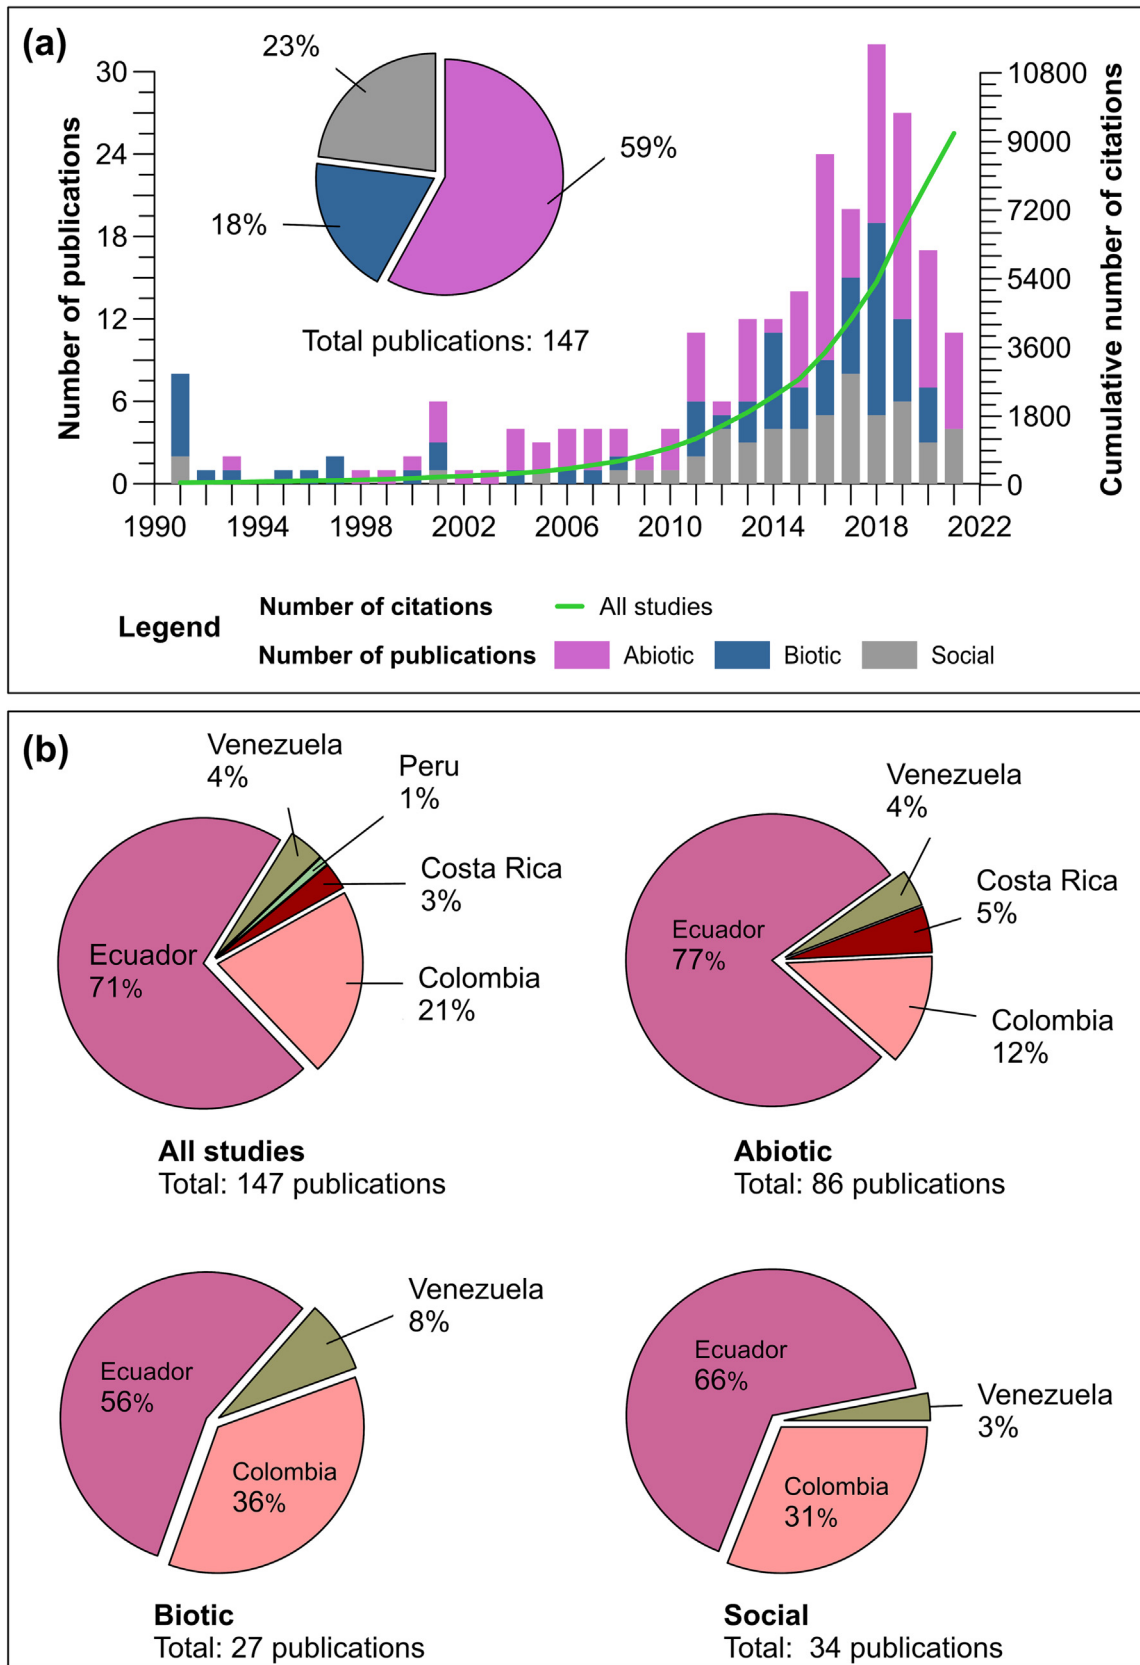 (a)
23%
59%
18%
Total publications: 147
Number of publications
30
24
18
12
6
0
Cumulative number of citations
10800
9000
7200
5400
3600
1800
0
1990 1994 1998 2002 2006 2010 2014 2018 2022
Legend
Number of citations All studies
Number of publications Abiotic Biotic Social
(b)
Venezuela
4%
Peru
1%
Costa Rica
3%
Ecuador
71%
Colombia
21%
All studies
Total: 147 publications
Venezuela
4%
Costa Rica
5%
Ecuador
77%
Colombia
12%
Abiotic
Total: 86 publications
Venezuela
8%
Ecuador
56%
Colombia
36%
Biotic
Total: 27 publications
Ecuador
66%
Venezuela
3%
Colombia
31%
Social
Total: 34 publications